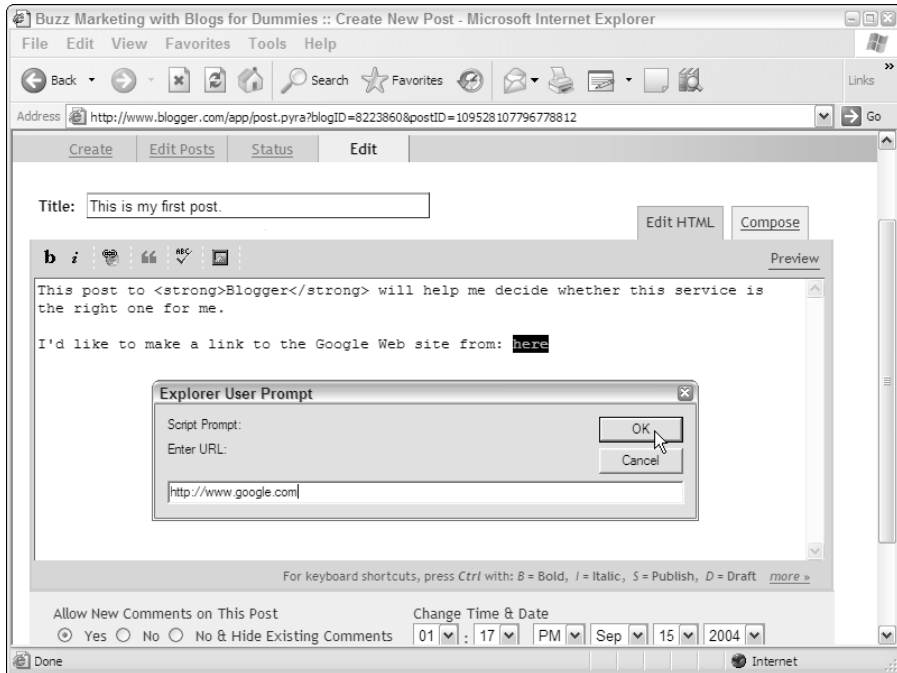 Buzz Marketing with Blogs for Dummies :: Create New Post - Microsoft Internet Explorer
File Edit View Favorites Tools Help
Back Search Favorites Links »
Address http://www.blogger.com/app/post.pyra?blogID=8223860&postID=109528107796778812 Go
Create Edit Posts Status Edit
Title: This is my first post.
Edit HTML Compose
b i ABC Preview
This post to <strong>Blogger</strong> will help me decide whether this service is
the right one for me.
I'd like to make a link to the Google Web site from: here
Explorer User Prompt
Script Prompt:
OK
Enter URL:
Cancel
http://www.google.com
For keyboard shortcuts, press Ctrl with: B = Bold, I = Italic, S = Publish, D = Draft more »
Allow New Comments on This Post Change Time & Date
Yes No No & Hide Existing Comments 01 : 17 PM Sep 15 2004
Done Internet